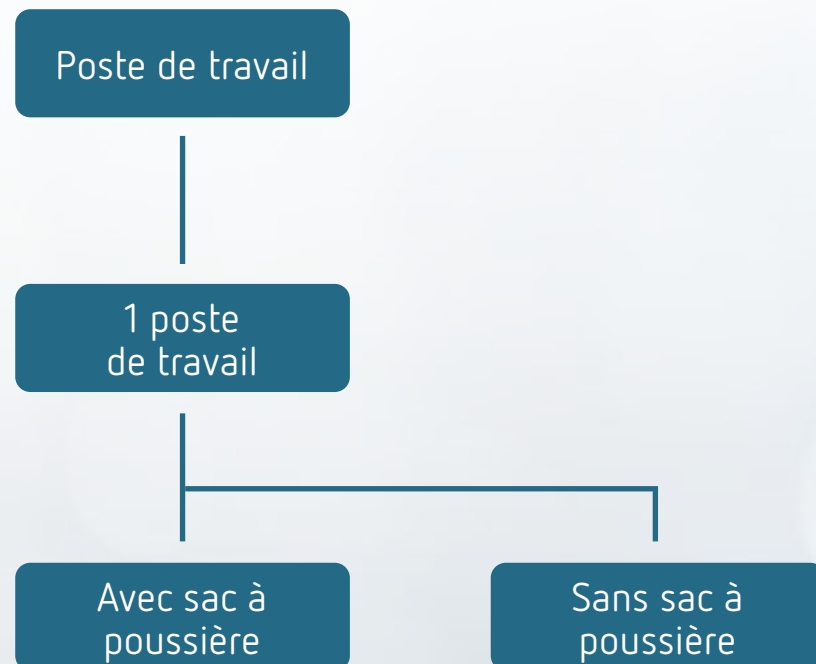 Poste de travail
1 poste
de travail
Avec sac à
poussière
Sans sac à
poussière